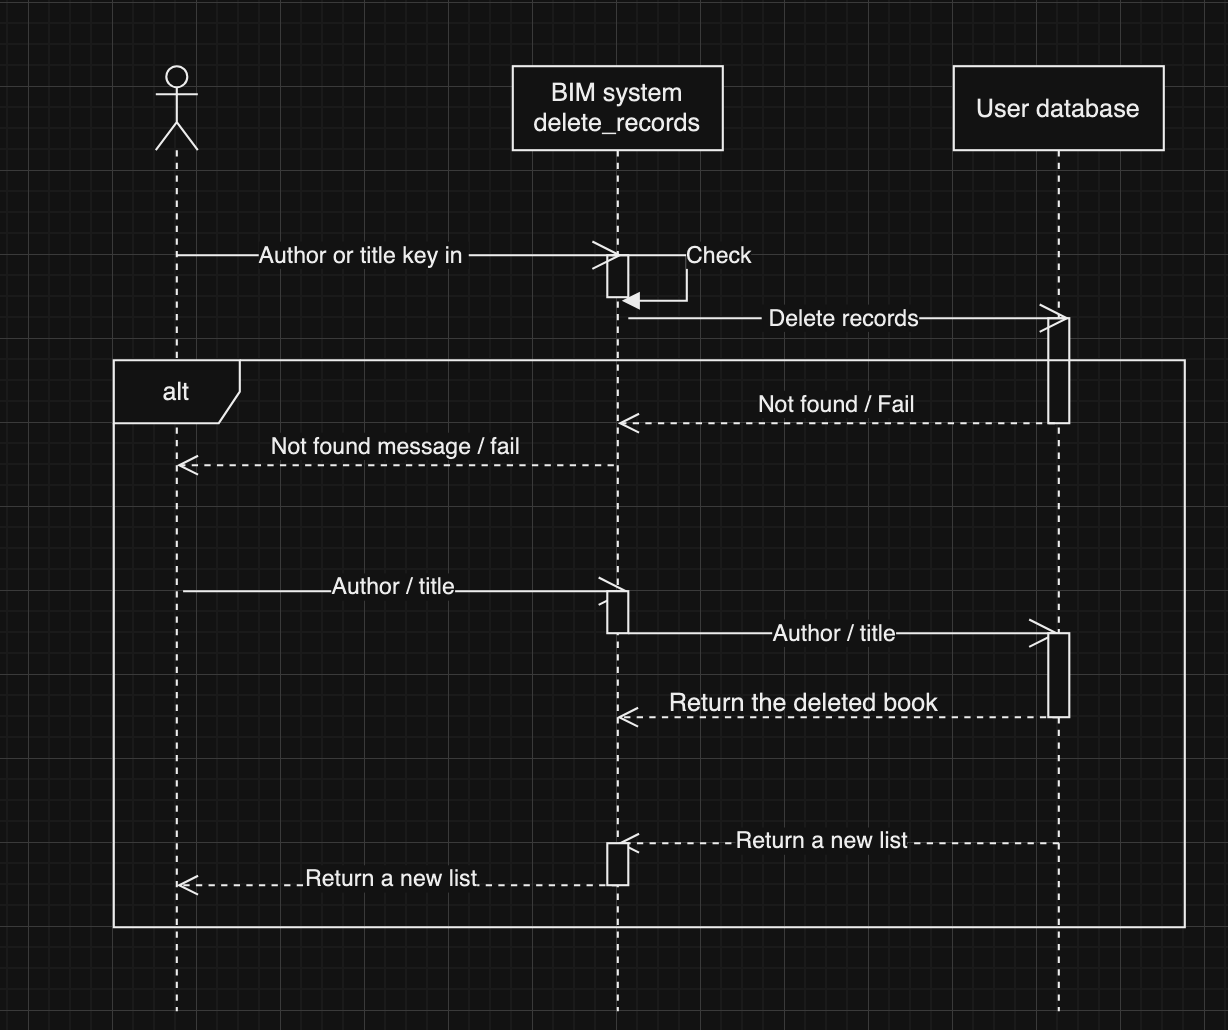 BIM system
delete_records
User database
Author or title key in
Check
Delete records
alt
Not found / Fail
Not found message / fail
Author / title
Author / title
Return the deleted book
Return a new list
Return a new list